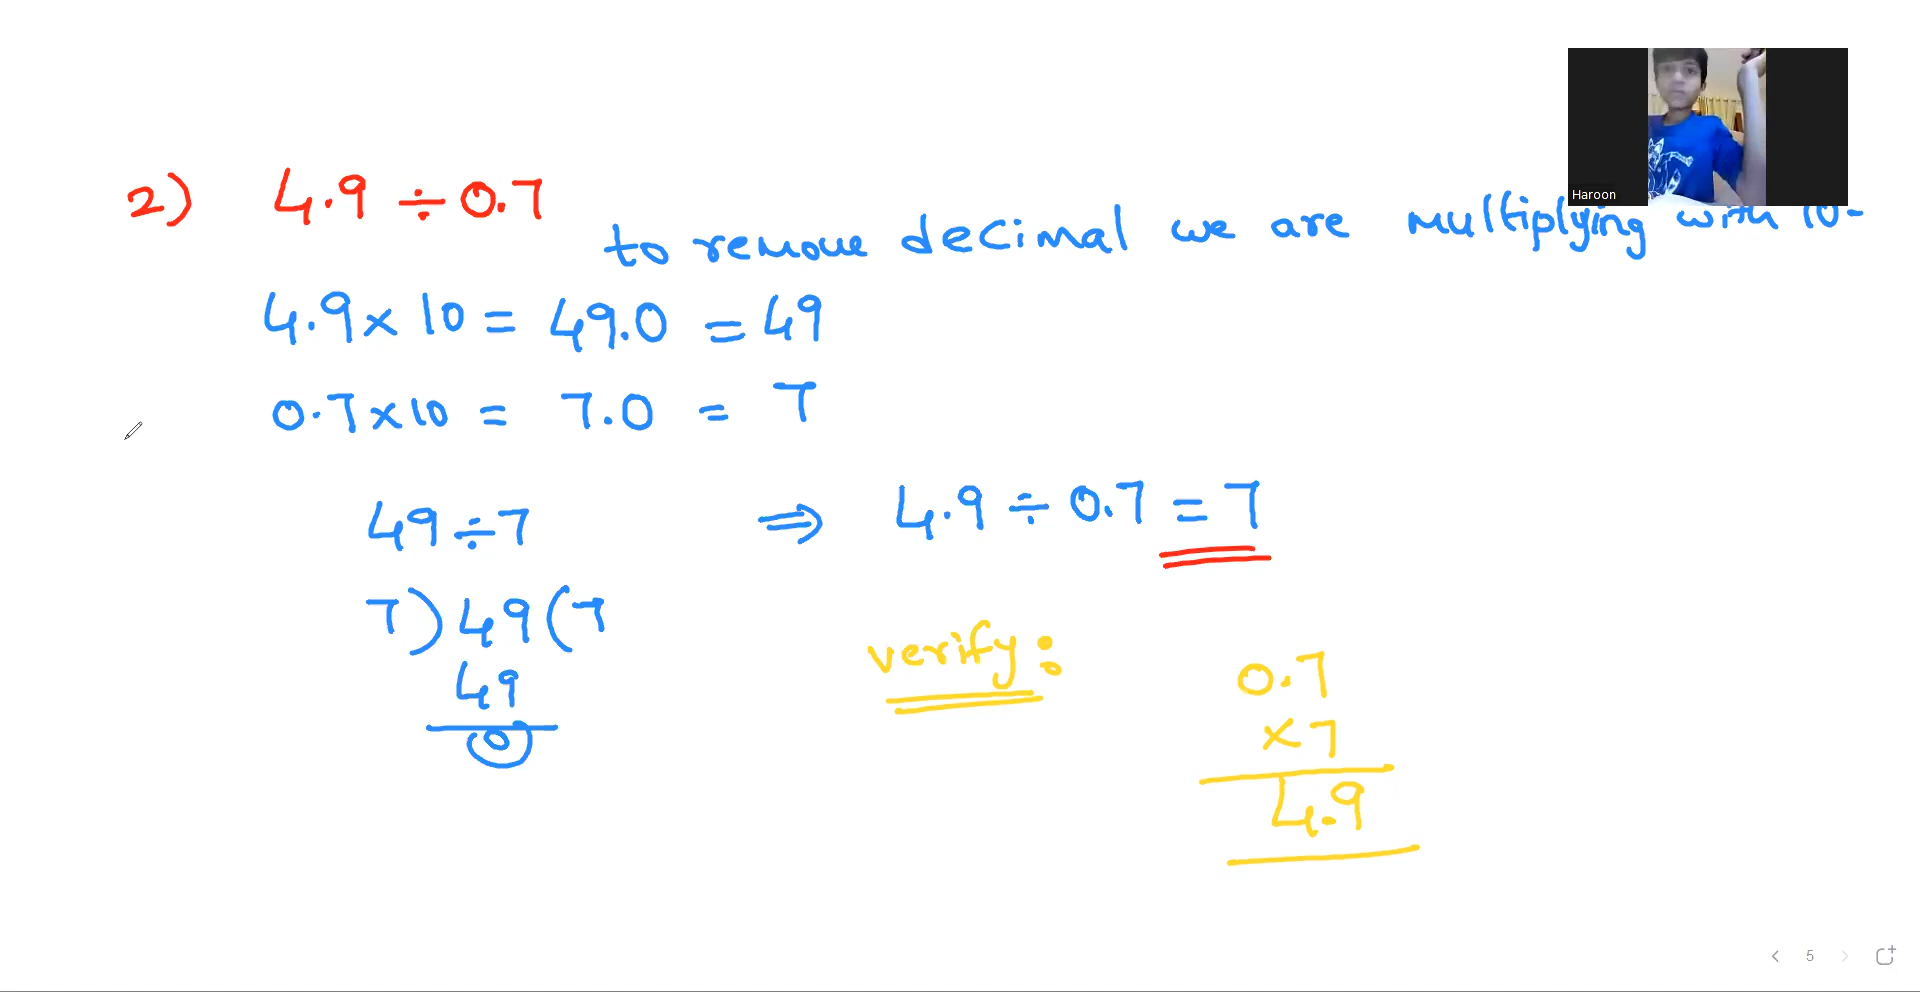 Haroon
2) 4.9 ÷ 0.7
to remove decimal we are multiplying with 10-
4.9 × 10 = 49.0 = 49
0.7 × 10 = 7.0 = 7
49 ÷ 7 ⇒ 4.9 ÷ 0.7 = 7
7 ) 49 ( 7
49
0
verify:
0.7
× 7
4.9
5